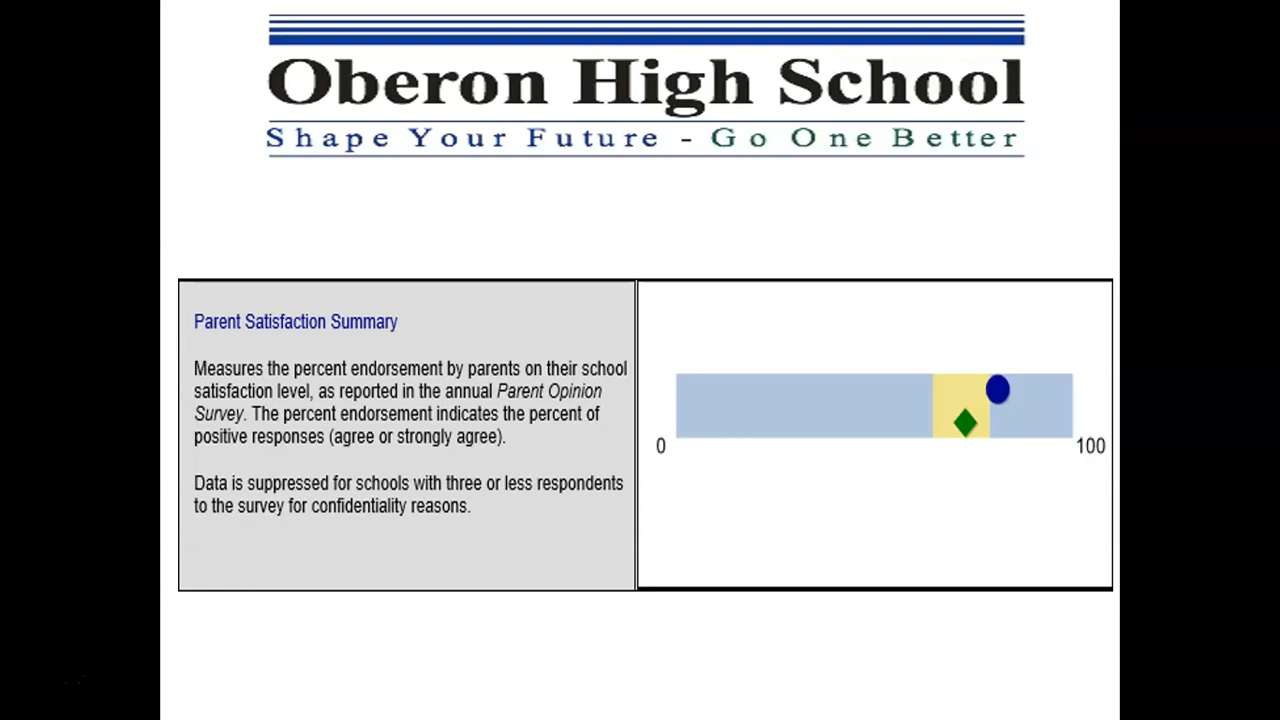 Oberon High School
Shape Your Future - Go One Better
Parent Satisfaction Summary
Measures the percent endorsement by parents on their school
satisfaction level, as reported in the annual Parent Opinion
Survey. The percent endorsement indicates the percent of
positive responses (agree or strongly agree).
Data is suppressed for schools with three or less respondents
to the survey for confidentiality reasons.
0
100